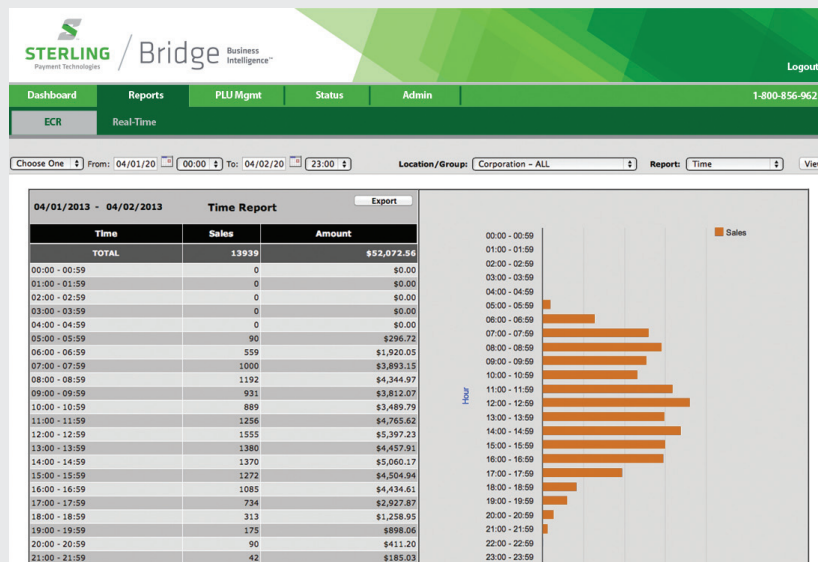 STERLING
Payment Technologies
Bridge Business Intelligence™
Logout
Dashboard Reports PLU Mgmt Status Admin 1-800-856-962
ECR Real-Time
Choose One From: 04/01/20 00:00 To: 04/02/20 23:00 Location/Group: Corporation - ALL Report: Time View
04/01/2013 - 04/02/2013 Time Report Export
Time Sales Amount
TOTAL 13939 $52,072.56
00:00 - 00:59 0 $0.00
01:00 - 01:59 0 $0.00
02:00 - 02:59 0 $0.00
03:00 - 03:59 0 $0.00
04:00 - 04:59 0 $0.00
05:00 - 05:59 90 $296.72
06:00 - 06:59 559 $1,920.05
07:00 - 07:59 1000 $3,893.15
08:00 - 08:59 1192 $4,344.97
09:00 - 09:59 931 $3,812.07
10:00 - 10:59 889 $3,489.79
11:00 - 11:59 1256 $4,765.62
12:00 - 12:59 1555 $5,397.23
13:00 - 13:59 1380 $4,457.91
14:00 - 14:59 1370 $5,060.17
15:00 - 15:59 1272 $4,504.94
16:00 - 16:59 1085 $4,434.61
17:00 - 17:59 734 $2,927.87
18:00 - 18:59 313 $1,258.95
19:00 - 19:59 175 $898.06
20:00 - 20:59 90 $411.20
21:00 - 21:59 42 $185.03
Sales
Hour
00:00 - 00:59
01:00 - 01:59
02:00 - 02:59
03:00 - 03:59
04:00 - 04:59
05:00 - 05:59
06:00 - 06:59
07:00 - 07:59
08:00 - 08:59
09:00 - 09:59
10:00 - 10:59
11:00 - 11:59
12:00 - 12:59
13:00 - 13:59
14:00 - 14:59
15:00 - 15:59
16:00 - 16:59
17:00 - 17:59
18:00 - 18:59
19:00 - 19:59
20:00 - 20:59
21:00 - 21:59
22:00 - 22:59
23:00 - 23:59